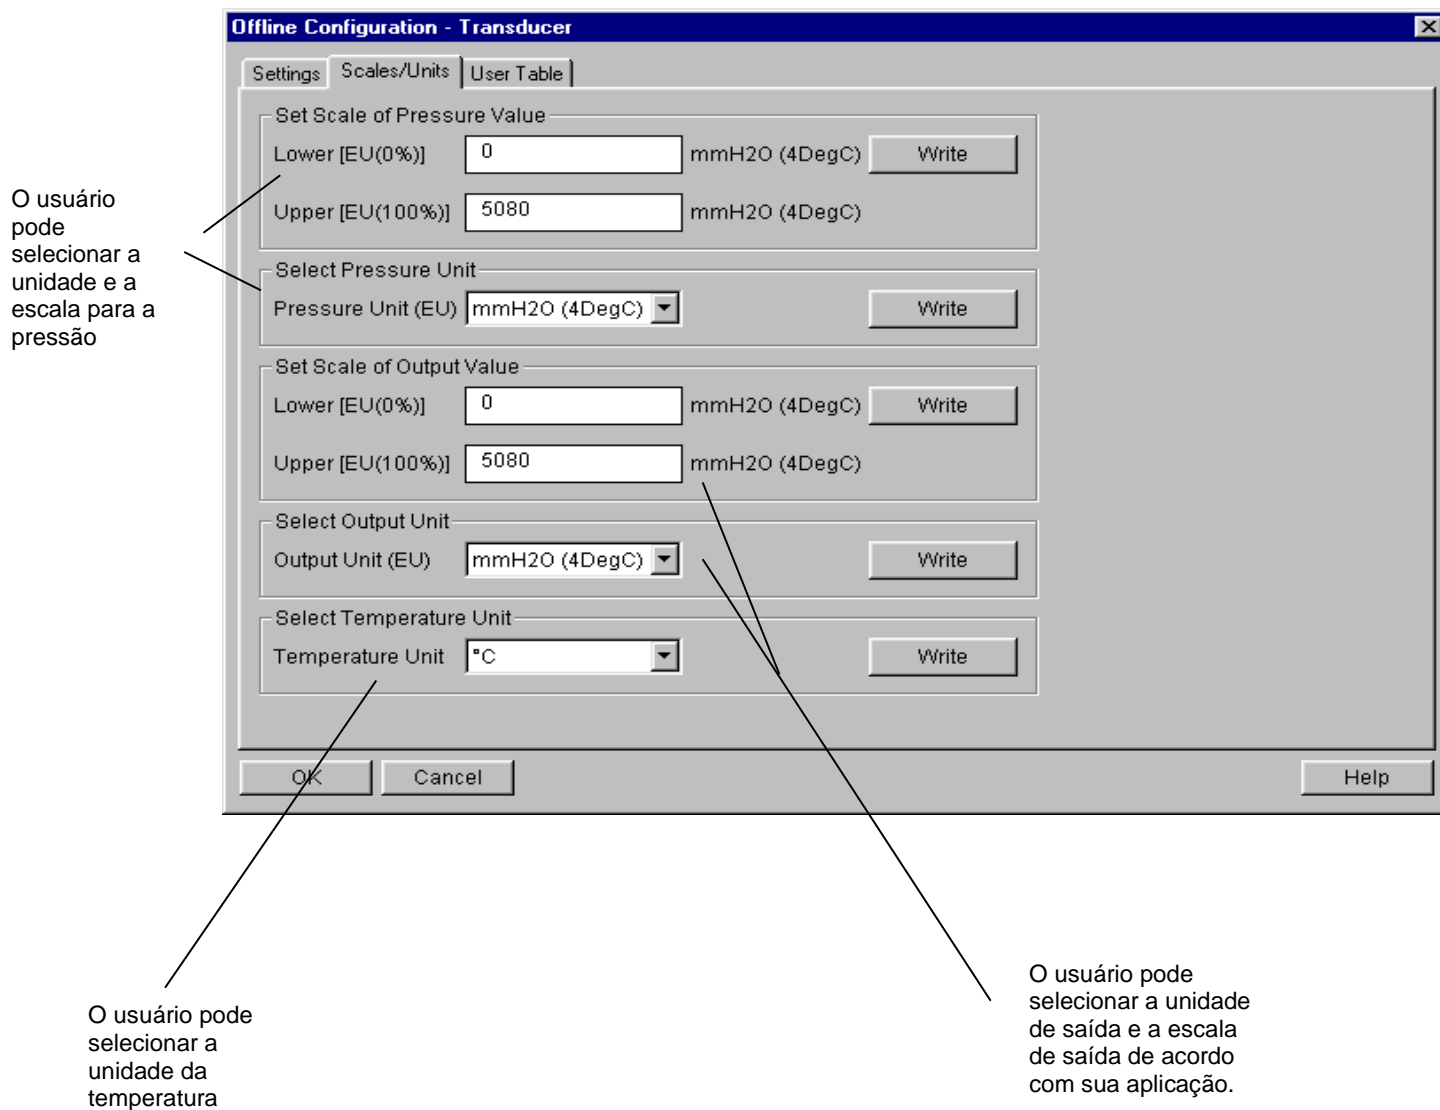 Offline Configuration - Transducer
Settings Scales/Units User Table
Set Scale of Pressure Value
Lower [EU(0%)] 0 mmH2O (4DegC) Write
Upper [EU(100%)] 5080 mmH2O (4DegC)
Select Pressure Unit
Pressure Unit (EU) mmH2O (4DegC) Write
Set Scale of Output Value
Lower [EU(0%)] 0 mmH2O (4DegC) Write
Upper [EU(100%)] 5080 mmH2O (4DegC)
Select Output Unit
Output Unit (EU) mmH2O (4DegC) Write
Select Temperature Unit
Temperature Unit °C Write
OK Cancel Help
O usuário
pode
selecionar a
unidade e a
escala para a
pressão
O usuário pode
selecionar a
unidade da
temperatura
O usuário pode
selecionar a unidade
de saída e a escala
de saída de acordo
com sua aplicação.